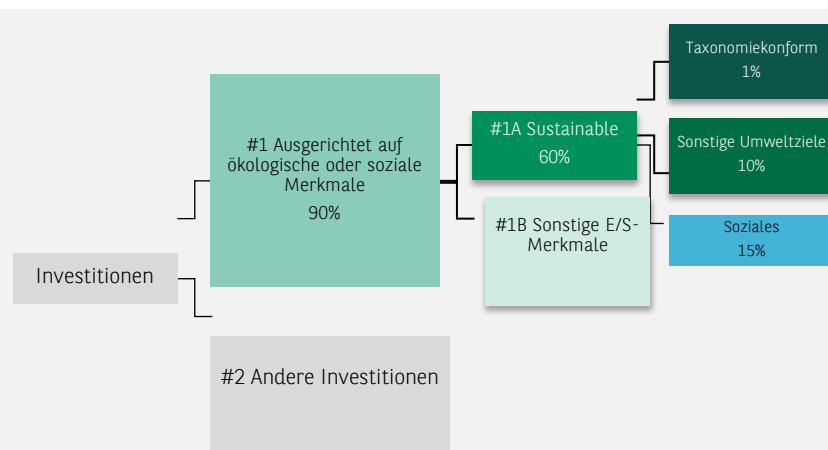 Investitionen
#1 Ausgerichtet auf
ökologische oder soziale
Merkmale
90%
#2 Andere Investitionen
#1A Sustainable
60%
#1B Sonstige E/S-
Merkmale
Taxonomiekonform
1%
Sonstige Umweltziele
10%
Soziales
15%